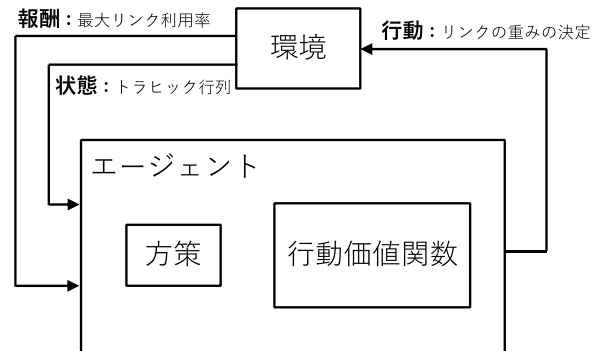 報酬：最大リンク利用率
環境
行動：リンクの重みの決定
状態：トラヒック行列
エージェント
方策
行動価値関数